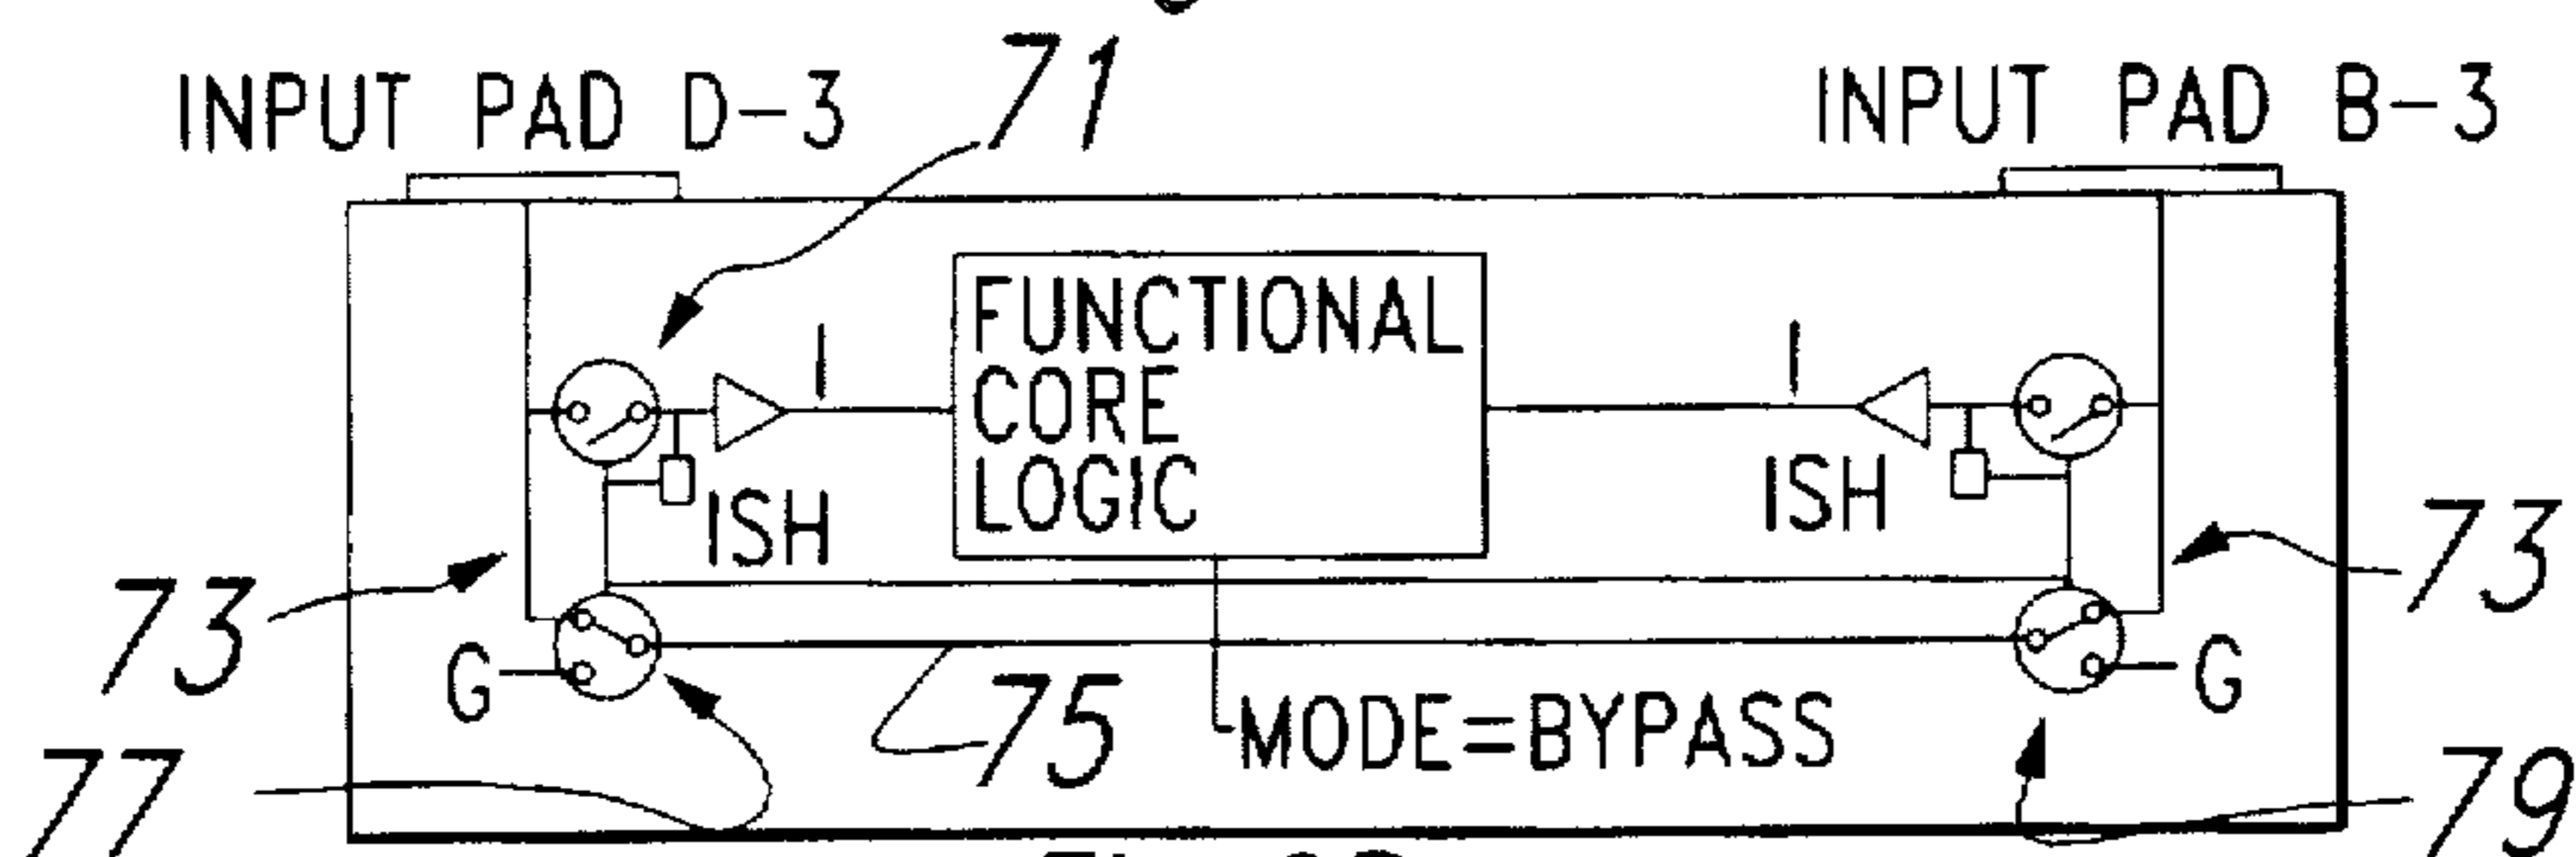 71
INPUT PAD D-3
INPUT PAD B-3
I
FUNCTIONAL
CORE
LOGIC
I
ISH
ISH
73
73
G
G
75
MODE=BYPASS
77
79